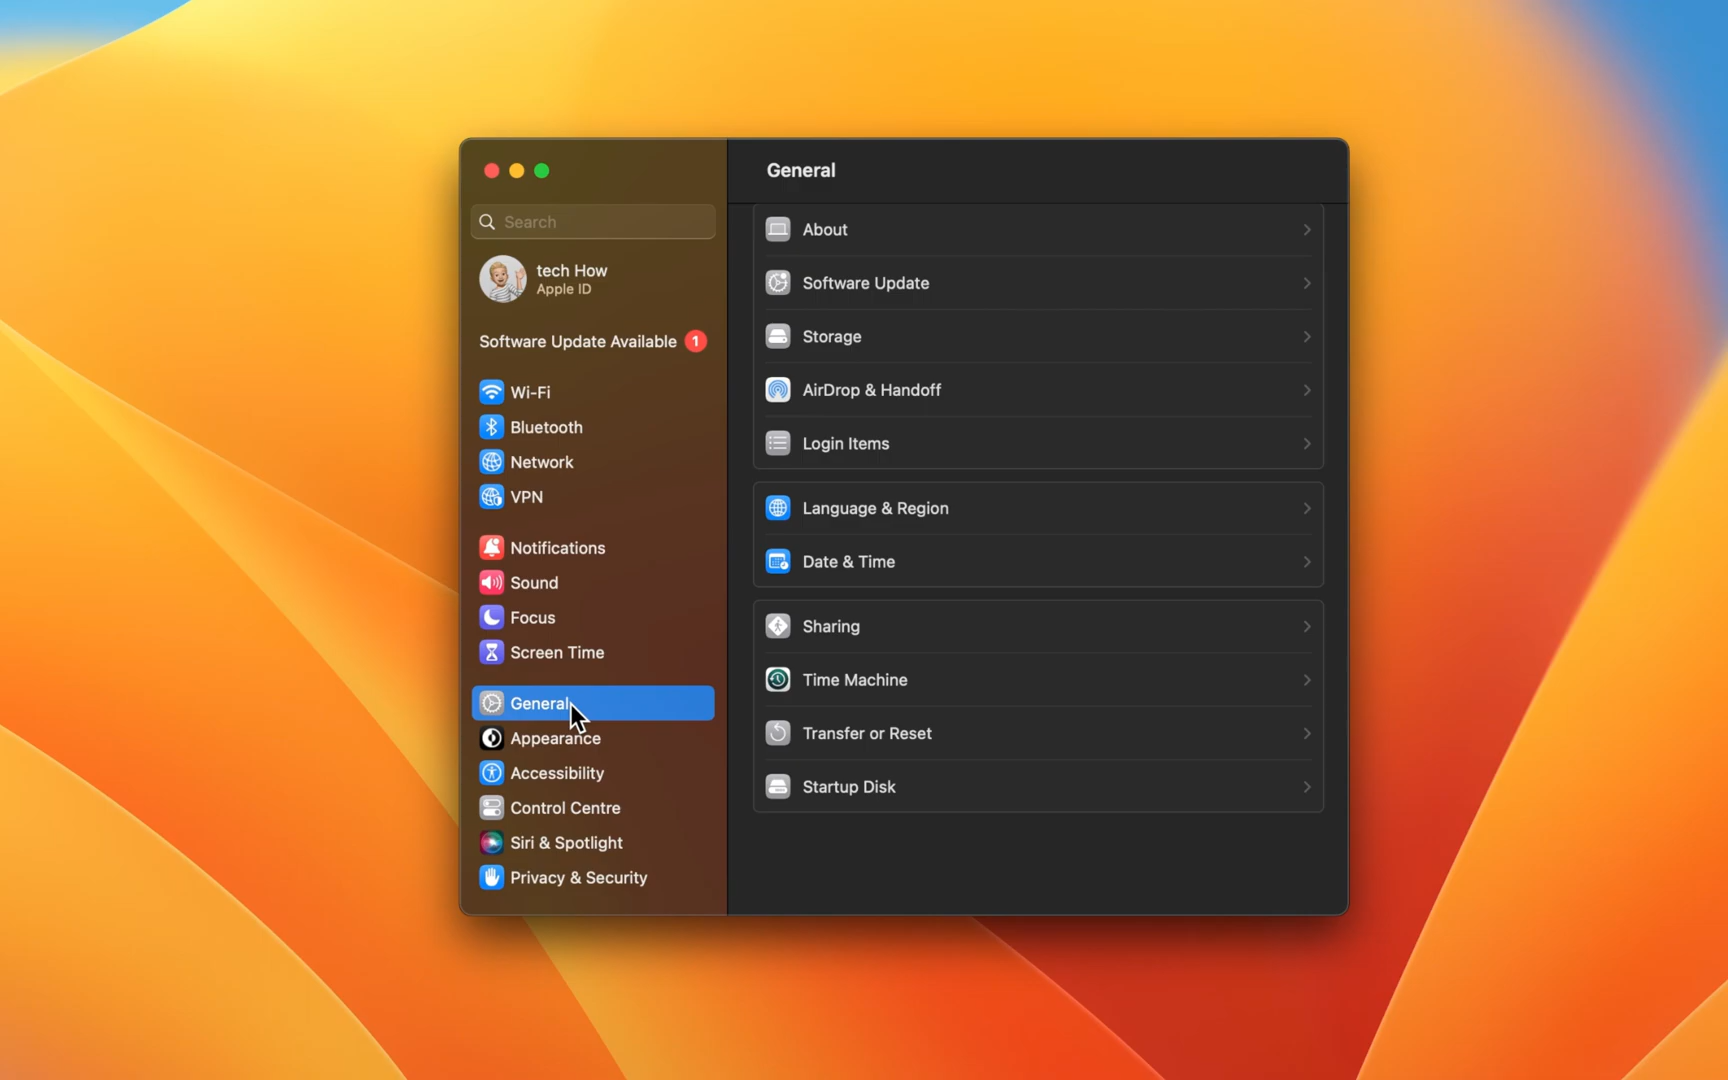 General
Search
tech How
Apple ID
Software Update Available 1
Wi-Fi
Bluetooth
Network
VPN
Notifications
Sound
Focus
Screen Time
General
Appearance
Accessibility
Control Centre
Siri & Spotlight
Privacy & Security
About
Software Update
Storage
AirDrop & Handoff
Login Items
Language & Region
Date & Time
Sharing
Time Machine
Transfer or Reset
Startup Disk